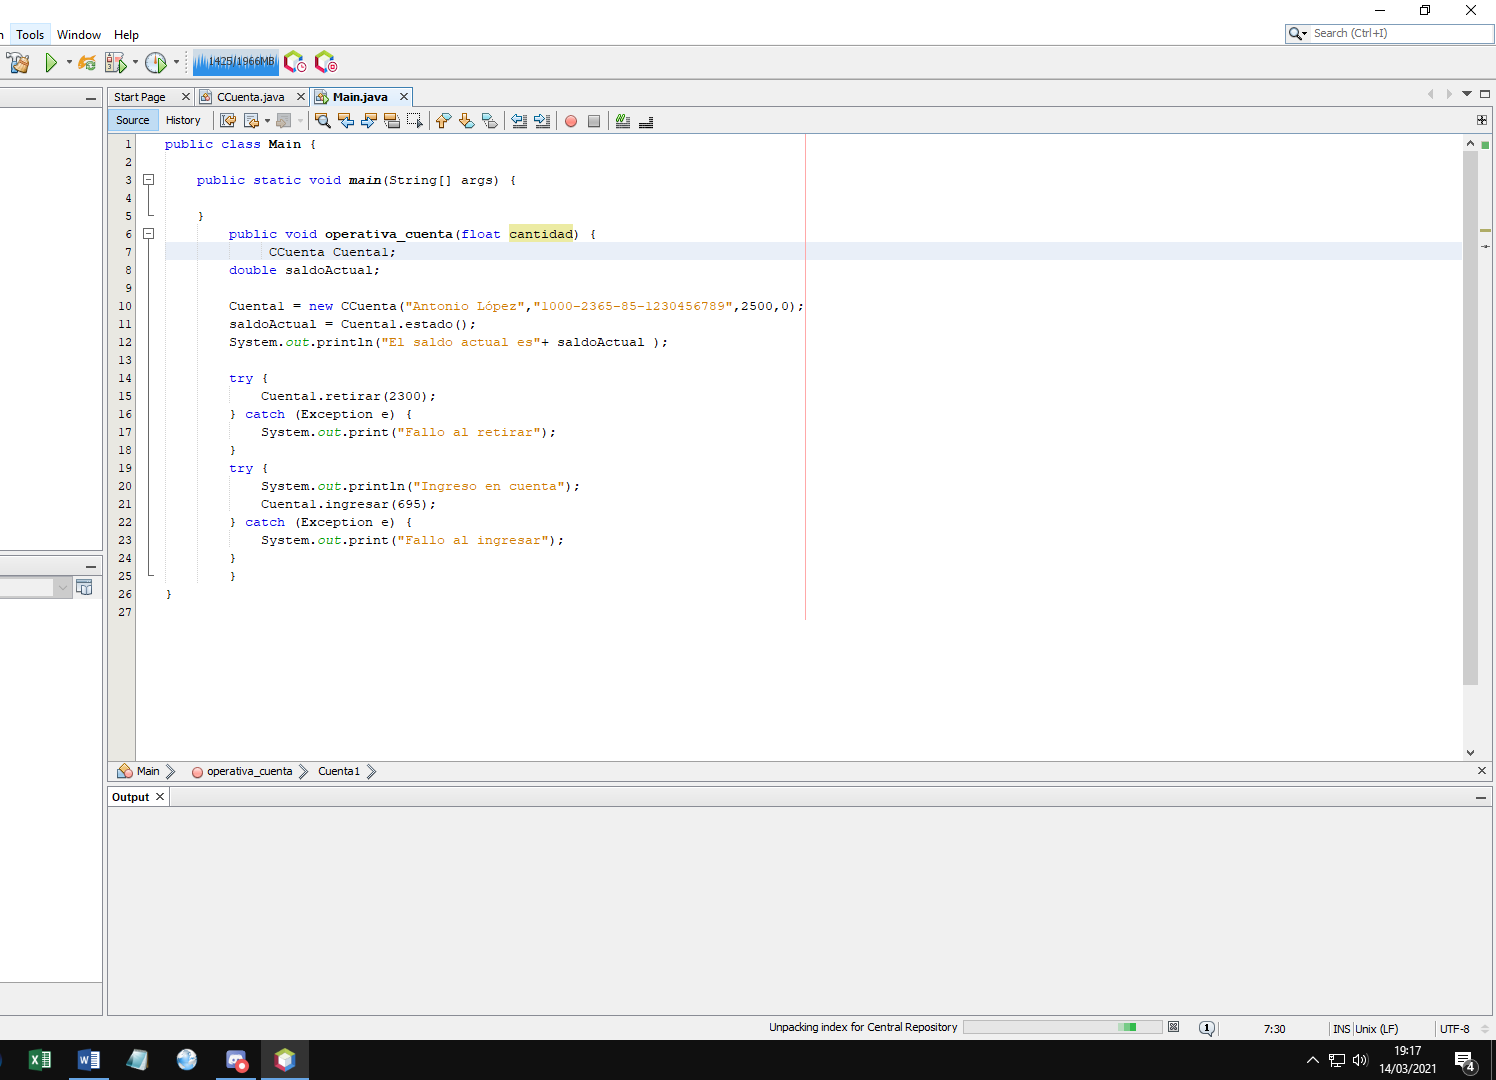 Tools Window Help
Search (Ctrl+I)
1425/1966MB
Start Page CCuenta.java Main.java
Source History
1 public class Main {
2
3 public static void main(String[] args) {
4
5 }
6 public void operativa_cuenta(float cantidad) {
7 CCuenta Cuenta1;
8 double saldoActual;
9
10 Cuenta1 = new CCuenta("Antonio López","1000-2365-85-1230456789",2500,0);
11 saldoActual = Cuenta1.estado();
12 System.out.println("El saldo actual es"+ saldoActual );
13
14 try {
15 Cuenta1.retirar(2300);
16 } catch (Exception e) {
17 System.out.print("Fallo al retirar");
18 }
19 try {
20 System.out.println("Ingreso en cuenta");
21 Cuenta1.ingresar(695);
22 } catch (Exception e) {
23 System.out.print("Fallo al ingresar");
24 }
25 }
26 }
27
Main operativa_cuenta Cuenta1
Output
Unpacking index for Central Repository 1 7:30 INS Unix (LF) UTF-8
19:17
14/03/2021 4